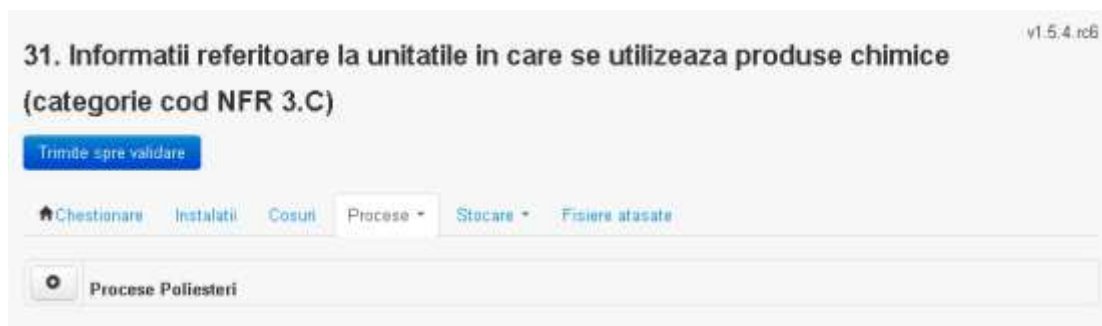 v1.5.4.rc6
31. Informatii referitoare la unitatile in care se utilizeaza produse chimice
(categorie cod NFR 3.C)
Trimite spre validare
Chestionare Instalatii Cosuri Procese Stocare Fisiere atasate
Procese Poliesteri